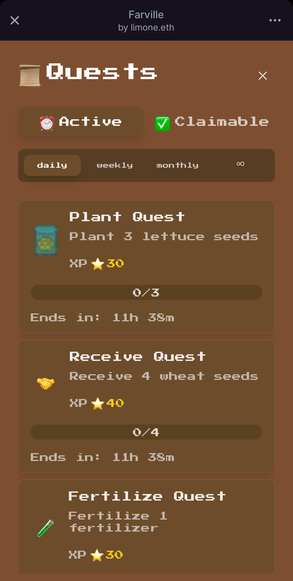 Farville
by limone.eth
Quests
Active
Claimable
daily weekly monthly ∞
Plant Quest
Plant 3 lettuce seeds
XP 30
0/3
Ends in: 11h 38m
Receive Quest
Receive 4 wheat seeds
XP 40
0/4
Ends in: 11h 38m
Fertilize Quest
Fertilize 1
fertilizer
XP 30